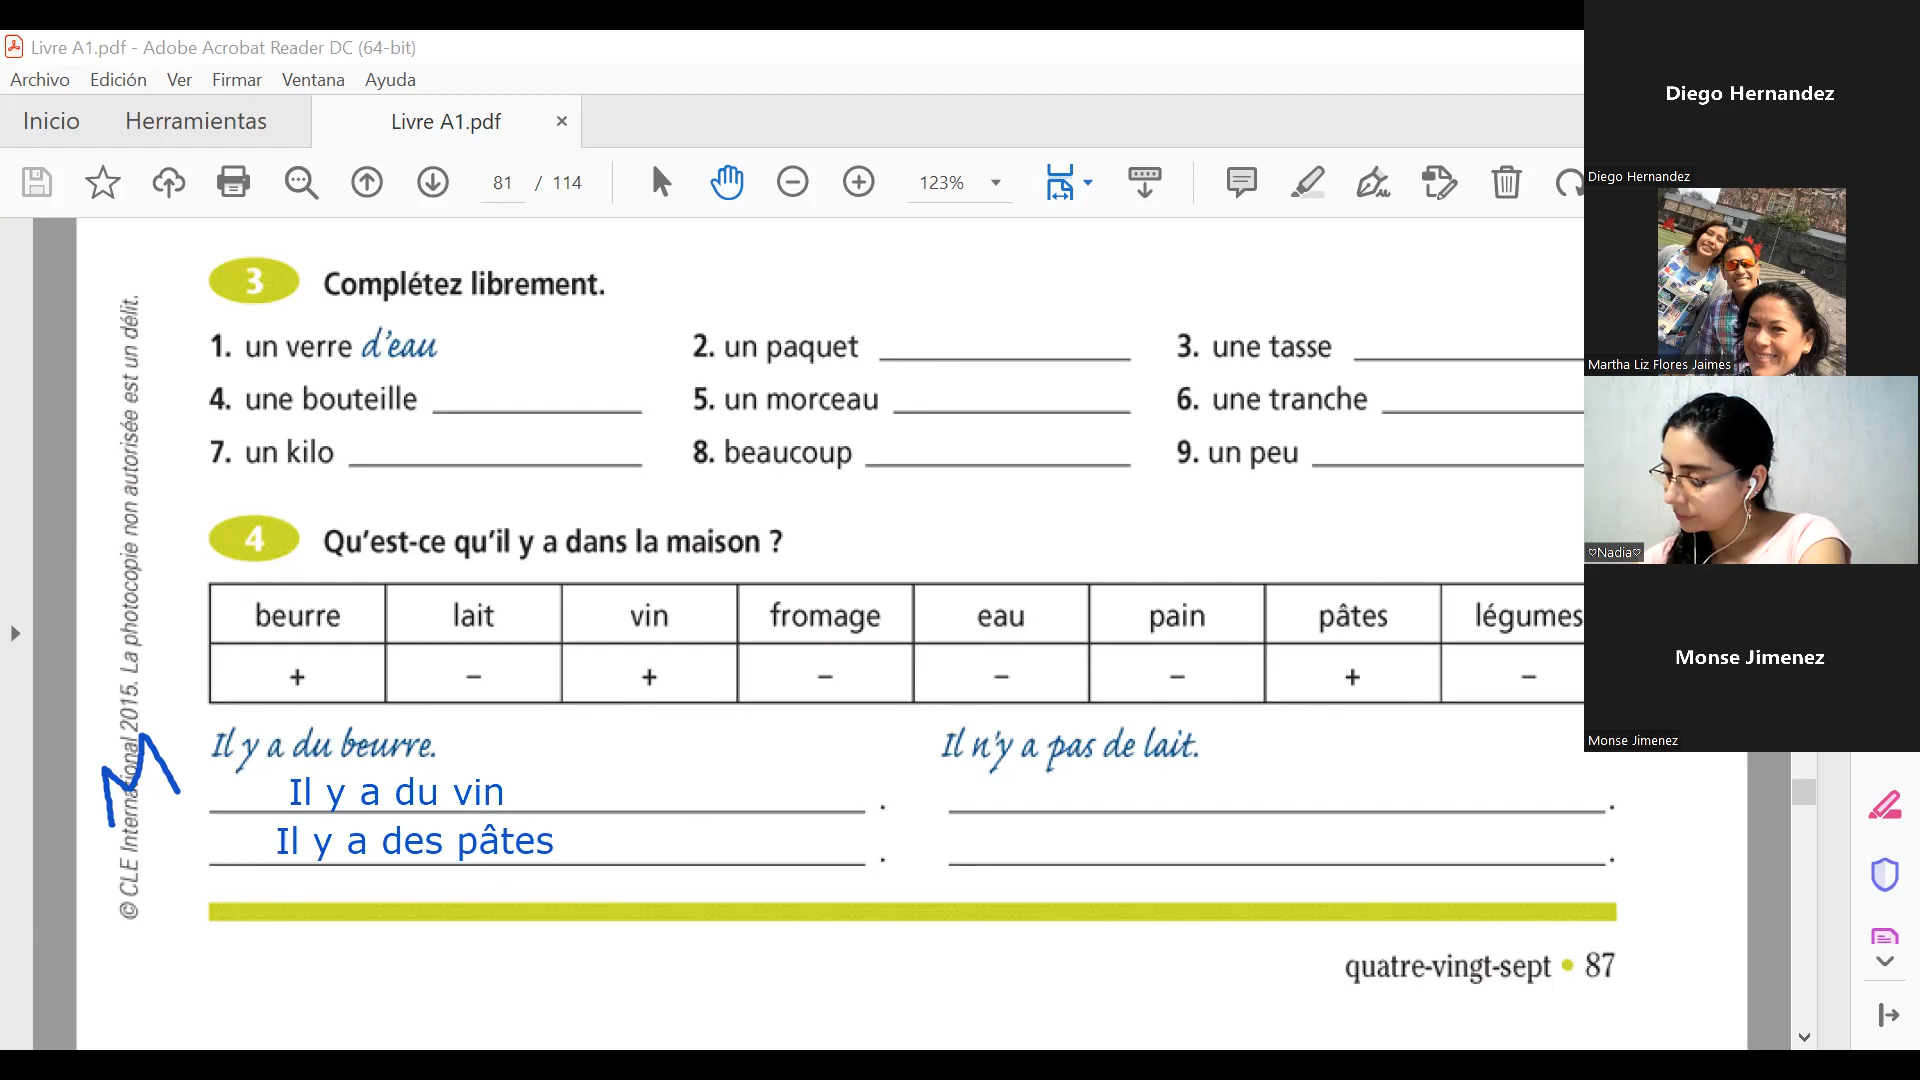 Livre A1.pdf - Adobe Acrobat Reader DC (64-bit)
Archivo Edición Ver Firmar Ventana Ayuda
Inicio Herramientas Livre A1.pdf ×
81 / 114 123%
3 Complétez librement.
1. un verre d'eau 2. un paquet 3. une tasse
4. une bouteille 5. un morceau 6. une tranche
7. un kilo 8. beaucoup 9. un peu
4 Qu'est-ce qu'il y a dans la maison ?
beurre lait vin fromage eau pain pâtes légumes
+ – + – – – + –
Il y a du beurre. Il n'y a pas de lait.
Il y a du vin .
Il y a des pâtes .
quatre-vingt-sept • 87
© CLE International 2015. La photocopie non autorisée est un délit.
M
Diego Hernandez
Diego Hernandez
Martha Liz Flores Jaimes
♡Nadia♡
Monse Jimenez
Monse Jimenez